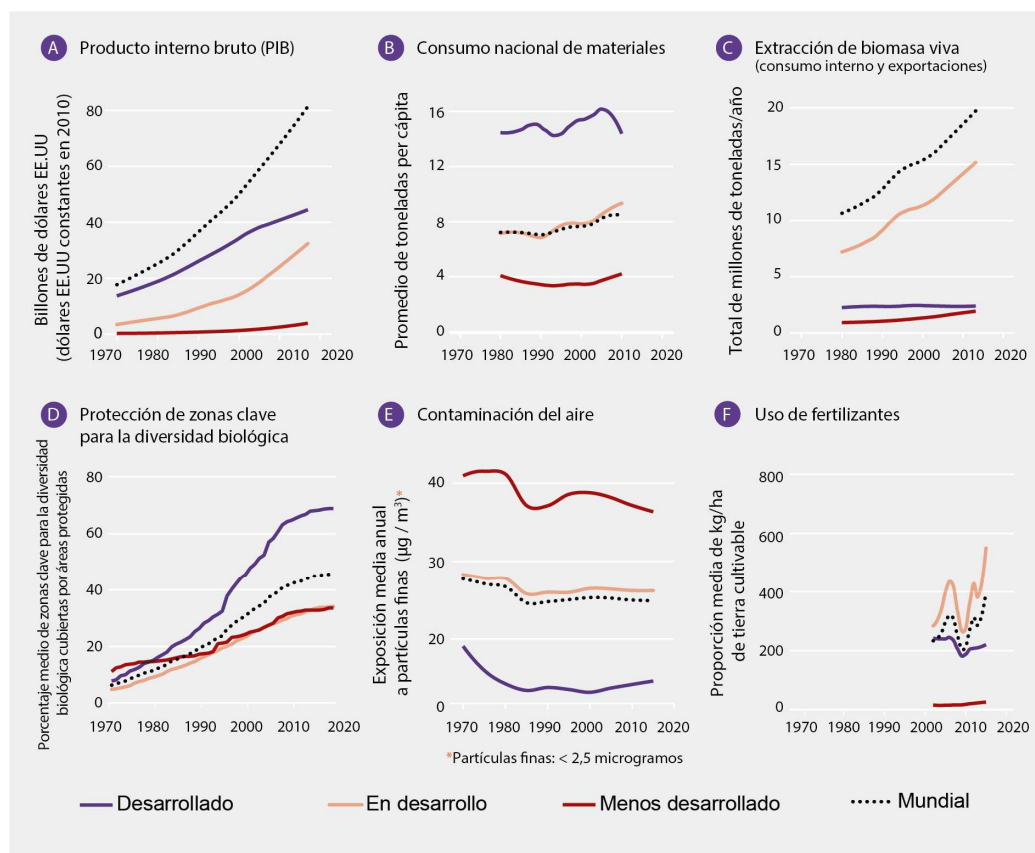 A Producto interno bruto (PIB)
Billones de dólares EE.UU
(dólares EE.UU constantes en 2010)
80
60
40
20
0
1970 1980 1990 2000 2010 2020
B Consumo nacional de materiales
Promedio de toneladas per cápita
16
12
8
4
0
1970 1980 1990 2000 2010 2020
C Extracción de biomasa viva
(consumo interno y exportaciones)
Total de millones de toneladas/año
20
15
10
5
0
1970 1980 1990 2000 2010 2020
D Protección de zonas clave
para la diversidad biológica
Porcentaje medio de zonas clave para la diversidad
biológica cubiertas por áreas protegidas
80
60
40
20
0
1970 1980 1990 2000 2010 2020
E Contaminación del aire
Exposición media anual
a partículas finas (µg / m³)*
40
30
20
0
1970 1980 1990 2000 2010 2020
*Partículas finas: < 2,5 microgramos
F Uso de fertilizantes
Proporción media de kg/ha
de tierra cultivable
800
600
400
200
0
1970 1980 1990 2000 2010 2020
Desarrollado En desarrollo Menos desarrollado Mundial